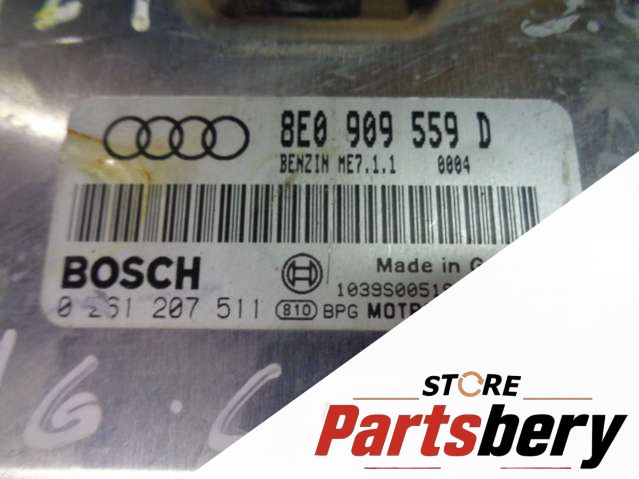 8E0 909 559 D
BENZIN ME7.1.1 0004
BOSCH
Made in
0 261 207 511 810 BPG
STORE
Partsbery